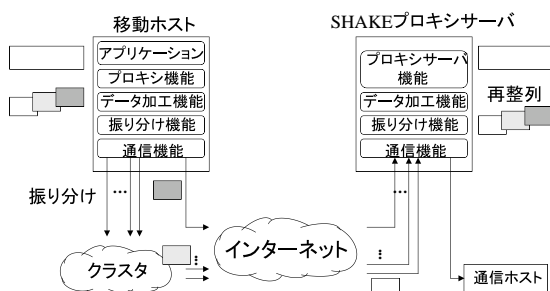 移動ホスト
アプリケーション
プロキシ機能
データ加工機能
振り分け機能
通信機能
振り分け
...
クラスタ
...
インターネット
SHAKEプロキシサーバ
プロキシサーバ
機能
データ加工機能
振り分け機能
通信機能
再整列
...
...
通信ホスト